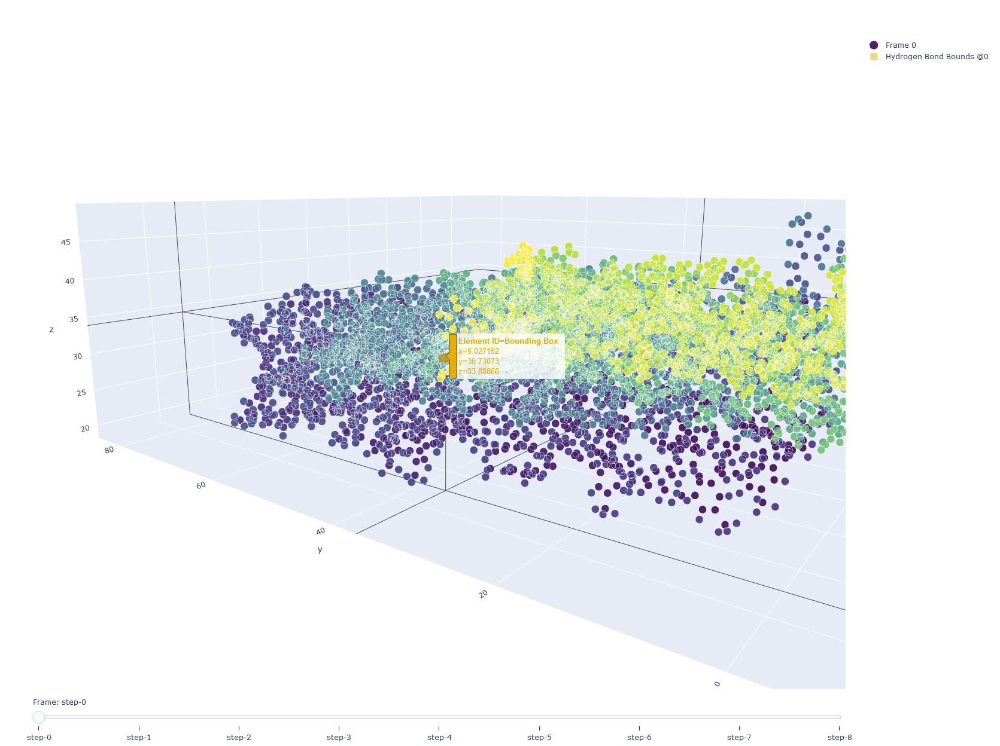 Frame 0
Hydrogen Bond Bounds @0
45
40
35
30
25
20
z
80
60
40
20
0
y
Element ID=Bounding Box
x=5.027152
y=36.73073
z=33.88866
Frame: step-0
step-0 step-1 step-2 step-3 step-4 step-5 step-6 step-7 step-8